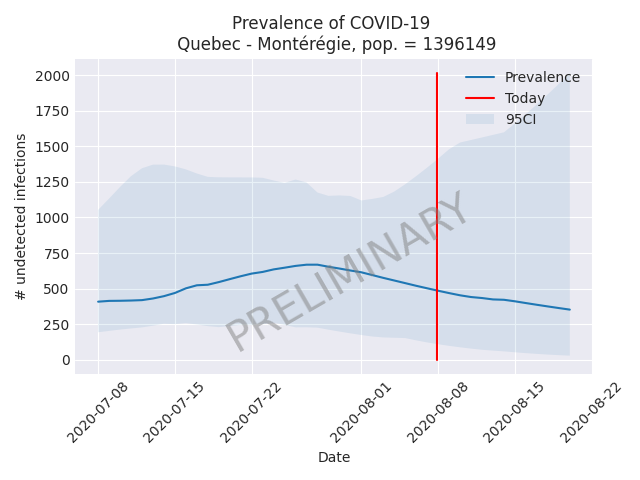 Prevalence of COVID-19
Quebec - Montérégie, pop. = 1396149
# undetected infections
2000
1750
1500
1250
1000
750
500
250
0
Prevalence
Today
95CI
PRELIMINARY
2020-07-08
2020-07-15
2020-07-22
2020-08-01
2020-08-08
2020-08-15
2020-08-22
Date